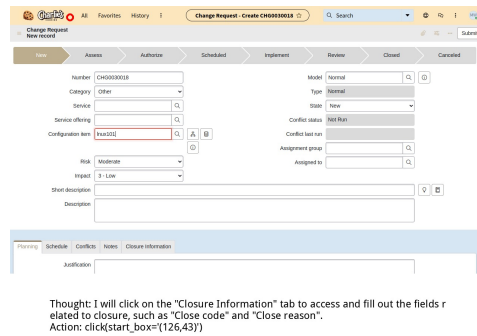 All Favorites History Change Request - Create CHG0030018 Search
Change Request
New record
Submit
New Assess Authorize Scheduled Implement Review Closed Canceled
Number CHG0030018 Model Normal
Category Other Type Normal
Service State New
Service offering Conflict status Not Run
Configuration item lnux101 Conflict last run
Assignment group
Risk Moderate Assigned to
Impact 3 - Low
Short description
Description
Planning Schedule Conflicts Notes Closure Information
Justification
Thought: I will click on the "Closure Information" tab to access and fill out the fields r
elated to closure, such as "Close code" and "Close reason".
Action: click(start_box='(126,43)')